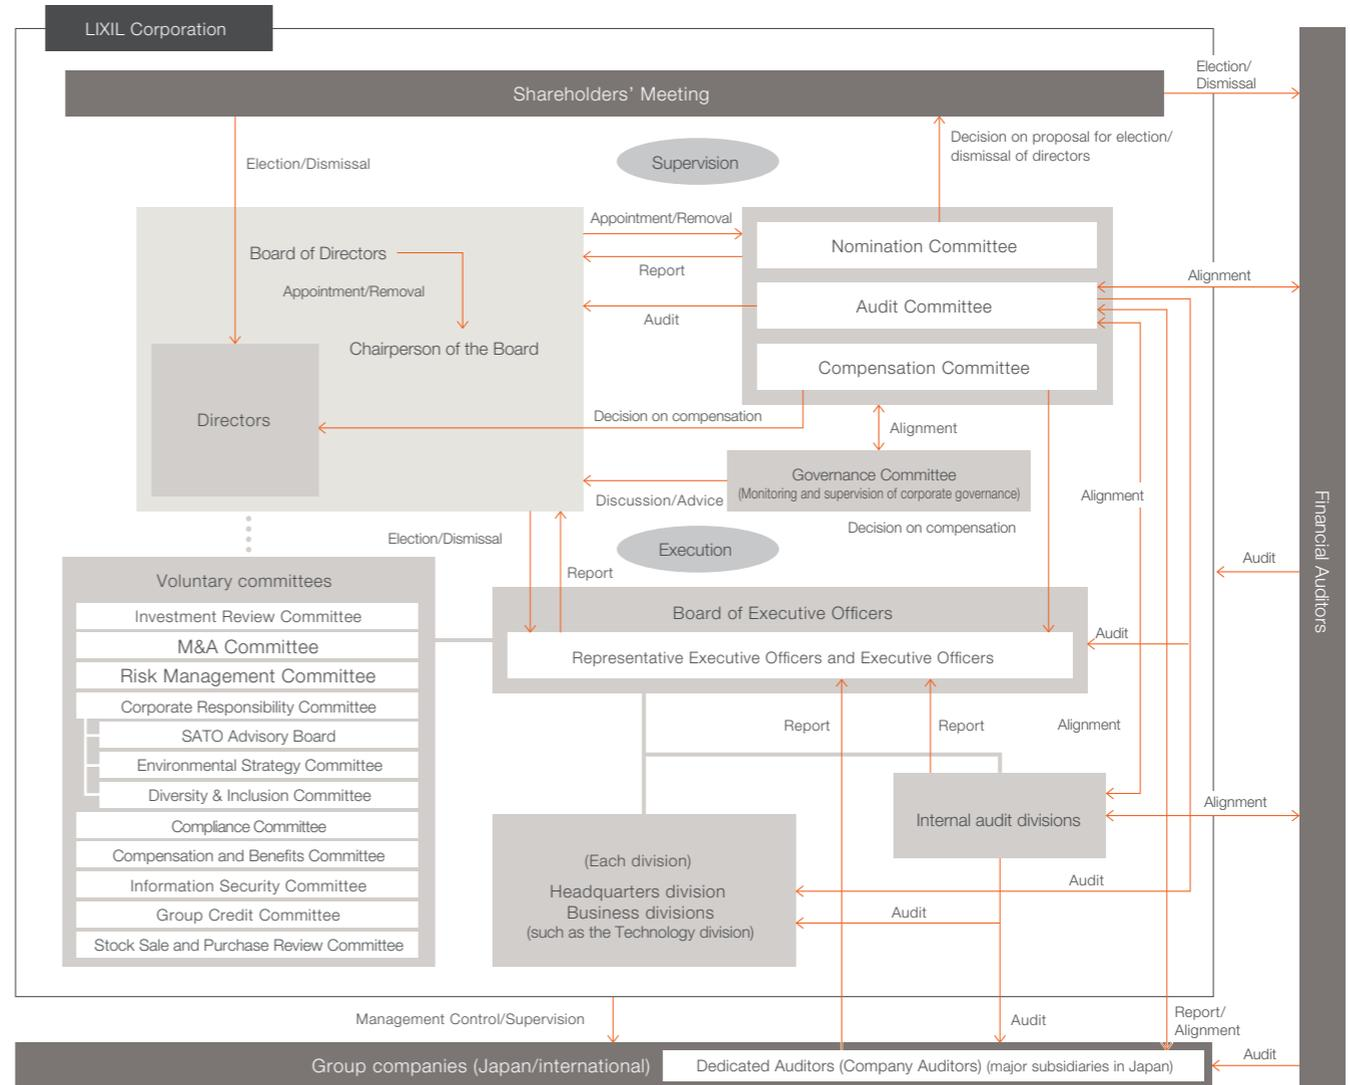 LIXIL Corporation
Shareholders’ Meeting
Election/
Dismissal
Election/Dismissal
Supervision
Decision on proposal for election/
dismissal of directors
Board of Directors
Appointment/Removal
Chairperson of the Board
Directors
Appointment/Removal
Report
Audit
Nomination Committee
Audit Committee
Compensation Committee
Alignment
Decision on compensation
Alignment
Governance Committee
(Monitoring and supervision of corporate governance)
Discussion/Advice
Decision on compensation
Alignment
Financial Auditors
Election/Dismissal
Report
Execution
Audit
Voluntary committees
Investment Review Committee
M&A Committee
Risk Management Committee
Corporate Responsibility Committee
SATO Advisory Board
Environmental Strategy Committee
Diversity & Inclusion Committee
Compliance Committee
Compensation and Benefits Committee
Information Security Committee
Group Credit Committee
Stock Sale and Purchase Review Committee
Board of Executive Officers
Representative Executive Officers and Executive Officers
Audit
Report
Report
Alignment
Internal audit divisions
Alignment
(Each division)
Headquarters division
Business divisions
(such as the Technology division)
Audit
Audit
Management Control/Supervision
Audit
Report/
Alignment
Group companies (Japan/international)
Dedicated Auditors (Company Auditors) (major subsidiaries in Japan)
Audit